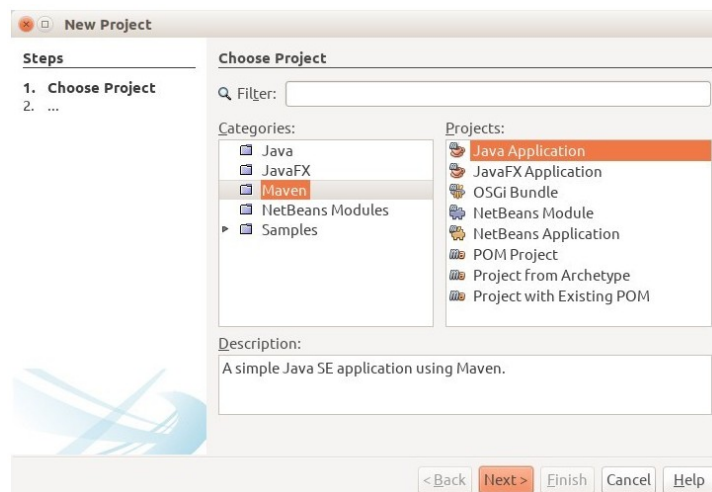 New Project
Steps
1. Choose Project
2. ...
Choose Project
Filter:
Categories:
Java
JavaFX
Maven
NetBeans Modules
Samples
Projects:
Java Application
JavaFX Application
OSGi Bundle
NetBeans Module
NetBeans Application
POM Project
Project from Archetype
Project with Existing POM
Description:
A simple Java SE application using Maven.
< Back Next > Finish Cancel Help